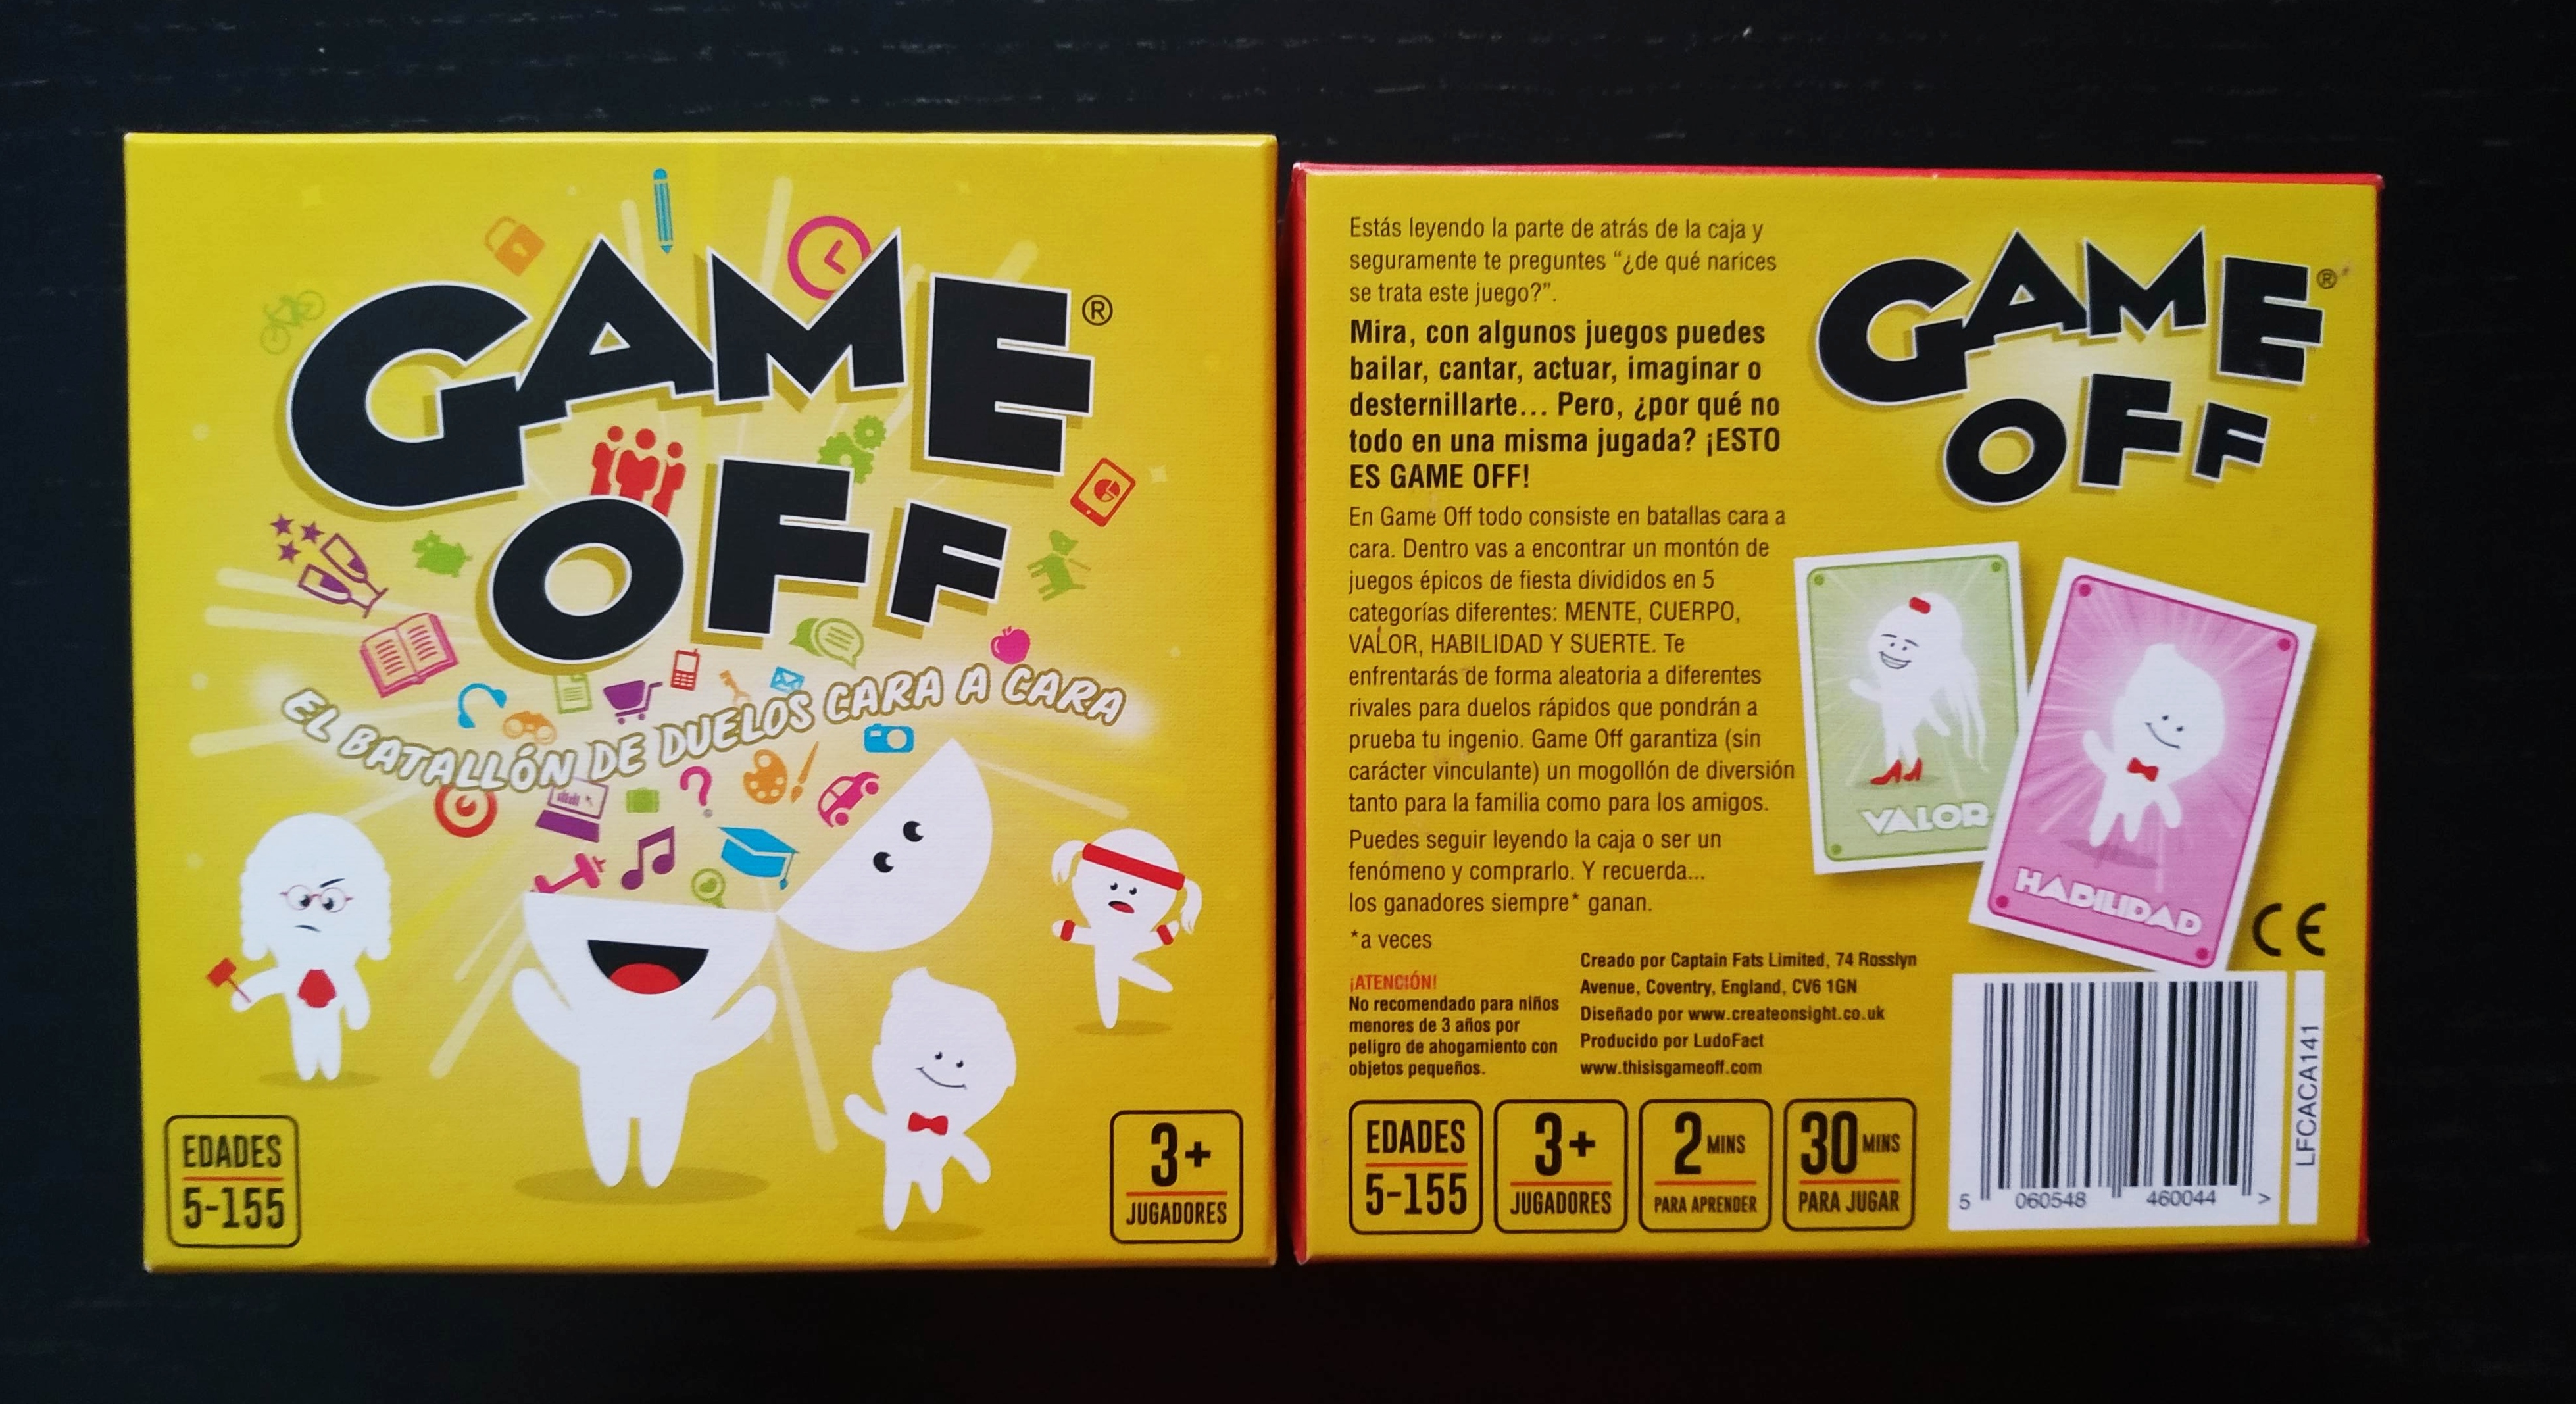 GAME
OFF
®
EL BATALLÓN DE DUELOS CARA A CARA
EDADES
5-155
3+
JUGADORES
Estás leyendo la parte de atrás de la caja y
seguramente te preguntes “¿de qué narices
se trata este juego?”.
Mira, con algunos juegos puedes
bailar, cantar, actuar, imaginar o
desternillarte... Pero, ¿por qué no
todo en una misma jugada? ¡ESTO
ES GAME OFF!
En Game Off todo consiste en batallas cara a
cara. Dentro vas a encontrar un montón de
juegos épicos de fiesta divididos en 5
categorías diferentes: MENTE, CUERPO,
VALOR, HABILIDAD Y SUERTE. Te
enfrentarás de forma aleatoria a diferentes
rivales para duelos rápidos que pondrán a
prueba tu ingenio. Game Off garantiza (sin
carácter vinculante) un mogollón de diversión
tanto para la familia como para los amigos.
Puedes seguir leyendo la caja o ser un
fenómeno y comprarlo. Y recuerda...
los ganadores siempre* ganan.
*a veces
GAME
OFF
®
VALOR
HABILIDAD
CE
¡ATENCIÓN!
No recomendado para niños
menores de 3 años por
peligro de ahogamiento con
objetos pequeños.
Creado por Captain Fats Limited, 74 Rosslyn
Avenue, Coventry, England, CV6 1GN
Diseñado por www.createonsight.co.uk
Producido por LudoFact
www.thisisgameoff.com
EDADES
5-155
3+
JUGADORES
2 MINS
PARA APRENDER
30 MINS
PARA JUGAR
5 060548 460044 >
LFCACA141